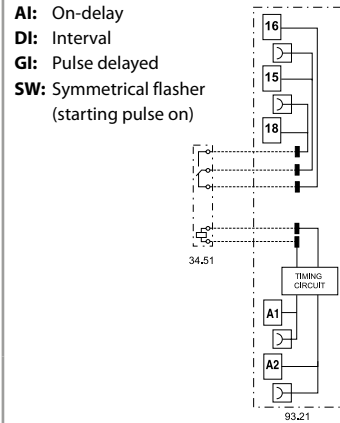 AI: On-delay
DI: Interval
GI: Pulse delayed
SW: Symmetrical flasher
(starting pulse on)
16
15
18
34.51
TIMING
CIRCUIT
A1
A2
93.21